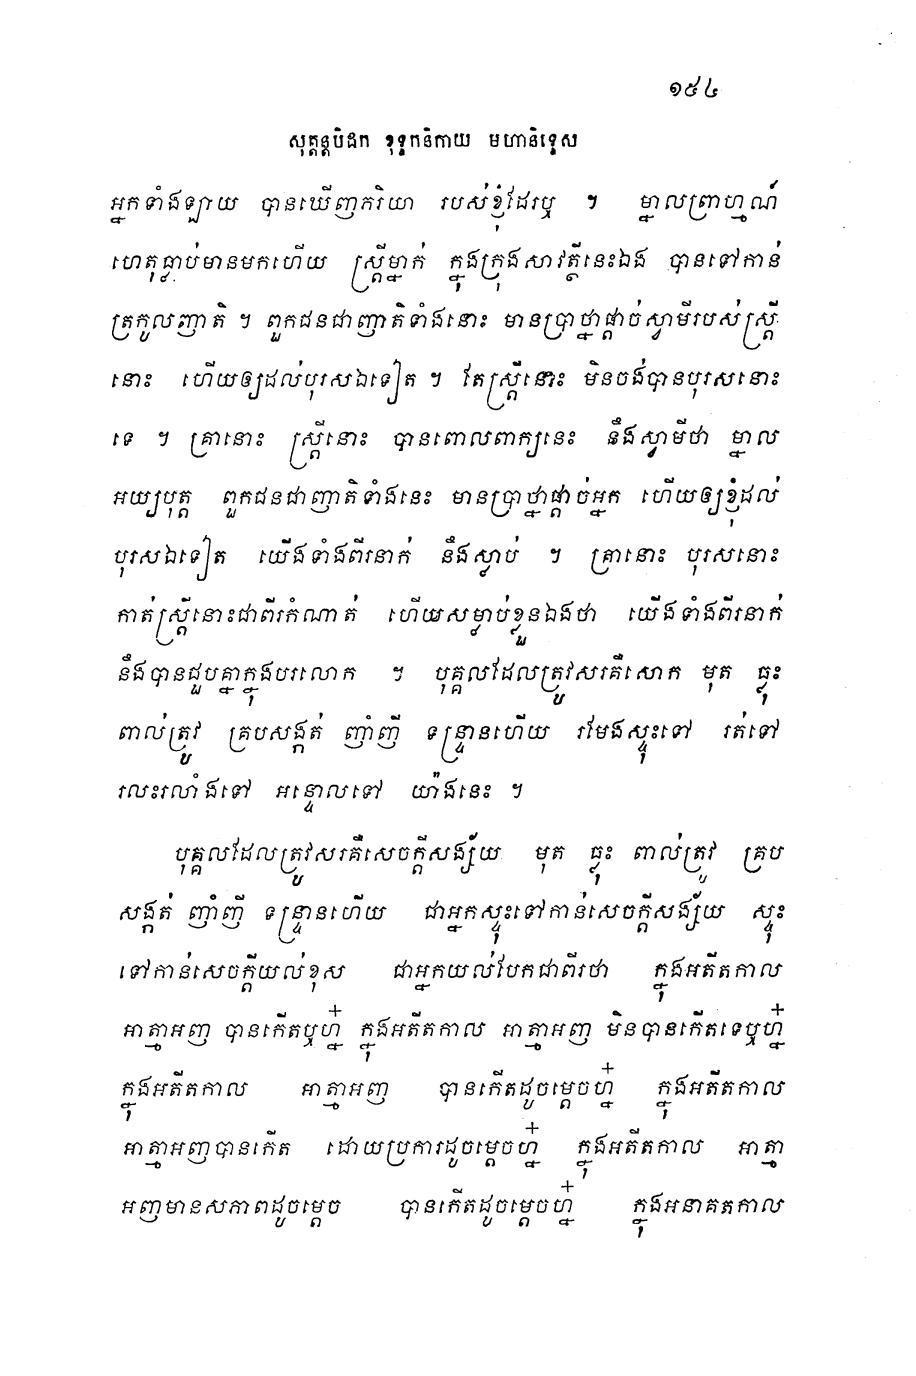 ១៥៤
សុត្តន្តបិដក ខុទ្ទកនិកាយ មហានិទ្ទេស
អ្នកទាំងឡាយ បានឃើញភរិយា របស់ខ្ញុំដែរឬ ។ ម្នាលព្រាហ្មណ៍
ហេតុធ្លាប់មានមកហើយ ស្ត្រីម្នាក់ ក្នុងក្រុងសាវត្ថីនេះឯង បានទៅកាន់
ត្រកូលញាតិ ។ ពួកជនជាញាតិទាំងនោះ មានប្រាថ្នាផ្តាច់ស្វាមីរបស់ស្ត្រី
នោះ ហើយឲ្យដល់បុរសឯទៀត ។ តែស្ត្រីនោះ មិនចង់បានបុរសនោះ
ទេ ។ គ្រានោះ ស្ត្រីនោះ បានពោលពាក្យនេះ នឹងស្វាមីថា ម្នាល
អយ្យបុត្ត ពួកជនជាញាតិទាំងនេះ មានប្រាថ្នាផ្តាច់អ្នក ហើយឲ្យខ្ញុំដល់
បុរសឯទៀត យើងទាំងពីរនាក់ នឹងស្លាប់ ។ គ្រានោះ បុរសនោះ
កាត់ស្ត្រីនោះជាពីរកំណាត់ ហើយសម្លាប់ខ្លួនឯងថា យើងទាំងពីរនាក់
នឹងបានជួបគ្នាក្នុងបរលោក ។ បុគ្គលដែលត្រូវសរគឺសោក មុត ធ្លុះ
ពាល់ត្រូវ គ្របសង្កត់ ញាំញី ទន្ទ្រានហើយ រមែងស្ទុះទៅ រត់ទៅ
រលះរលាំងទៅ អន្ទោលទៅ យ៉ាងនេះ ។
បុគ្គលដែលត្រូវសរគឺសេចក្តីសង្ស័យ មុត ធ្លុះ ពាល់ត្រូវ គ្រប
សង្កត់ ញាំញី ទន្ទ្រានហើយ ជាអ្នកស្ទុះទៅកាន់សេចក្តីសង្ស័យ ស្ទុះ
ទៅកាន់សេចក្តីយល់ខុស ជាអ្នកយល់បែកជាពីរថា ក្នុងអតីតកាល
អាត្មាអញ បានកើតឬហ្ន៎ ក្នុងអតីតកាល អាត្មាអញ មិនបានកើតទេឬហ្ន៎
ក្នុងអតីតកាល អាត្មាអញ បានកើតដូចម្តេចហ្ន៎ ក្នុងអតីតកាល
អាត្មាអញបានកើត ដោយប្រការដូចម្តេចហ្ន៎ ក្នុងអតីតកាល អាត្មា
អញមានសភាពដូចម្តេច បានកើតដូចម្តេចហ្ន៎ ក្នុងអនាគតកាល